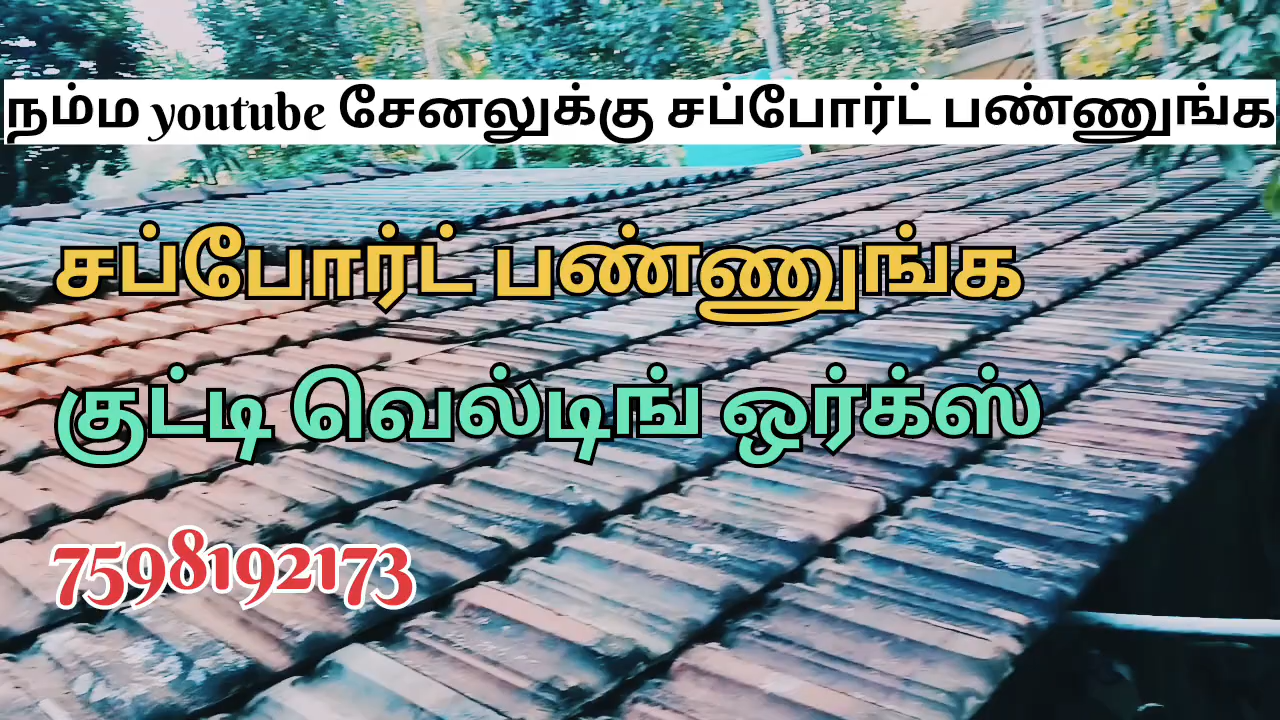 நம்ம youtube சேனலுக்கு சப்போர்ட் பண்ணுங்க
சப்போர்ட் பண்ணுங்க
குட்டி வெல்டிங் ஒர்க்ஸ்
7598192173